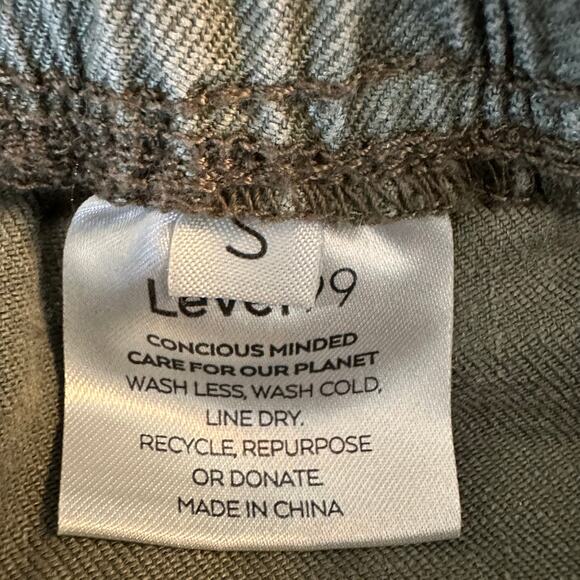 S
Level 99
CONCIOUS MINDED
CARE FOR OUR PLANET
WASH LESS, WASH COLD,
LINE DRY.
RECYCLE, REPURPOSE
OR DONATE.
MADE IN CHINA